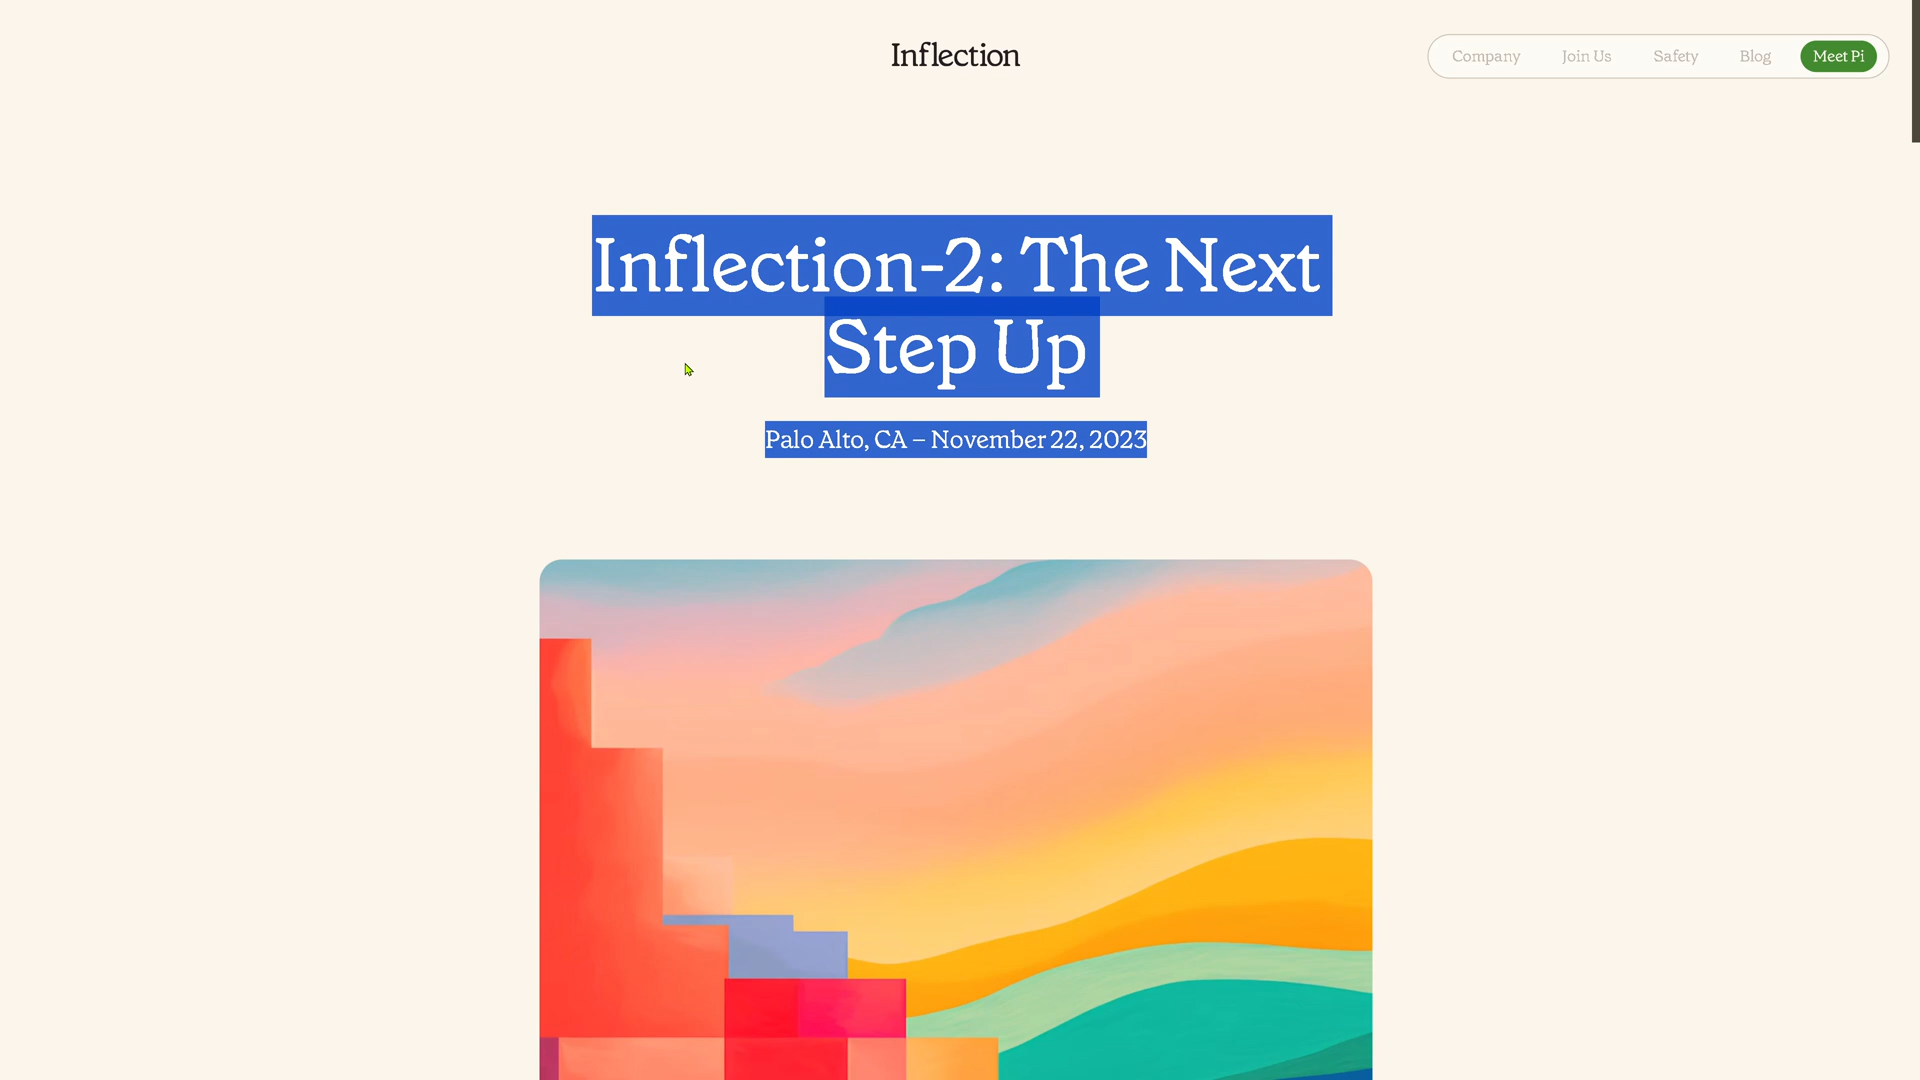 Inflection
Company
Join Us
Safety
Blog
Meet Pi
Inflection-2: The Next
Step Up
Palo Alto, CA – November 22, 2023